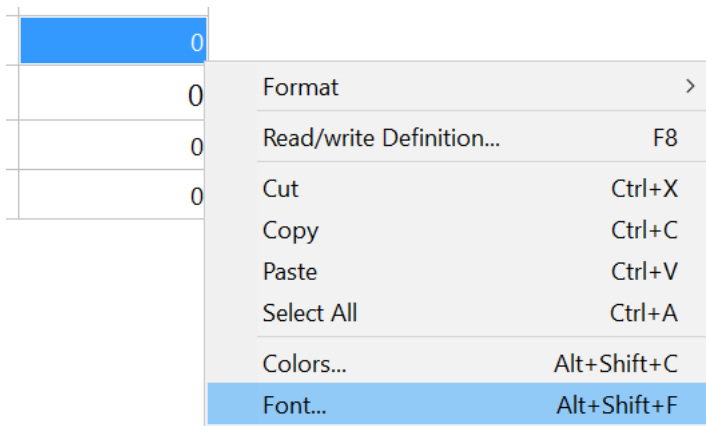 0
0
0
0
Format
Read/write Definition... F8
Cut Ctrl+X
Copy Ctrl+C
Paste Ctrl+V
Select All Ctrl+A
Colors... Alt+Shift+C
Font... Alt+Shift+F